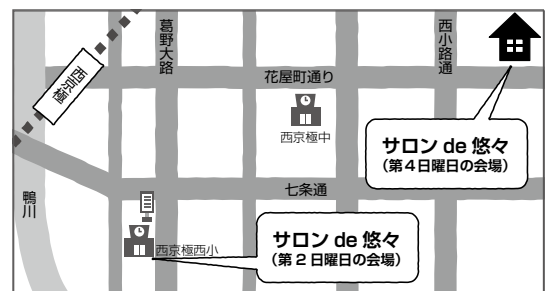 葛野大路
西小路通
西京極
花屋町通り
西京極中
サロン de 悠々
（第４日曜日の会場）
七条通
鴨川
西京極西小
サロン de 悠々
（第２日曜日の会場）